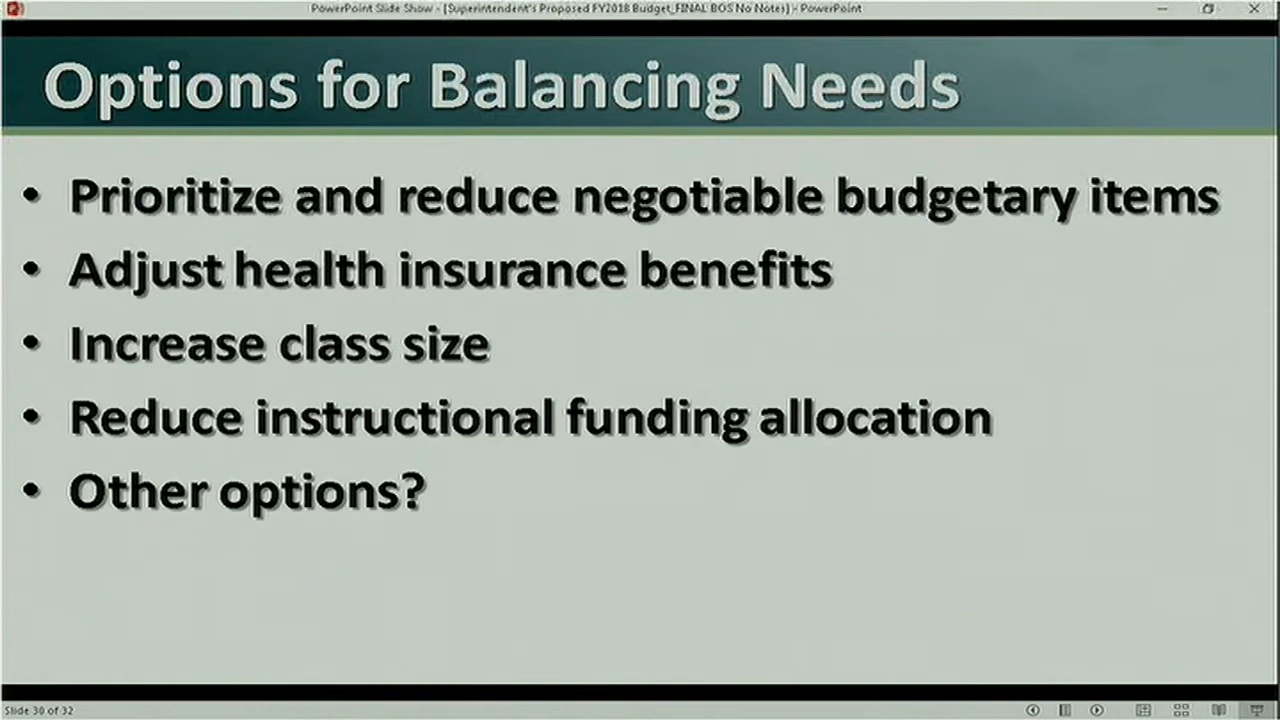 PowerPoint Slide Show - [Superintendent's Proposed FY2018 Budget_FINAL BOS No Notes] - PowerPoint
Options for Balancing Needs
• Prioritize and reduce negotiable budgetary items
• Adjust health insurance benefits
• Increase class size
• Reduce instructional funding allocation
• Other options?
Slide 30 of 32